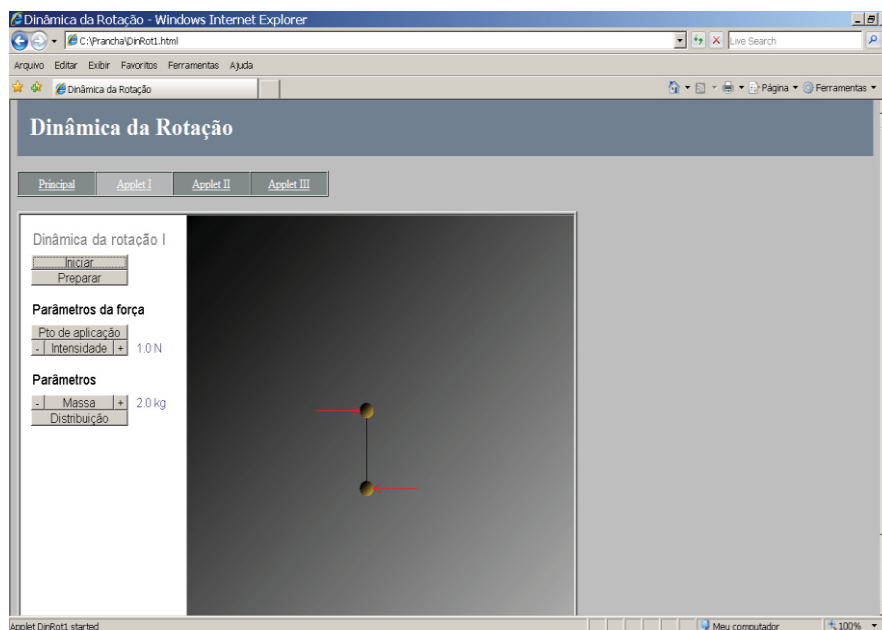 Dinâmica da Rotação - Windows Internet Explorer
C:\Prancha\DinRot1.html
Live Search
Arquivo Editar Exibir Favoritos Ferramentas Ajuda
Dinâmica da Rotação
Página Ferramentas
Dinâmica da Rotação
Principal Applet I Applet II Applet III
Dinâmica da rotação I
Iniciar
Preparar
Parâmetros da força
Pto de aplicação
- Intensidade + 1.0 N
Parâmetros
- Massa + 2.0 kg
Distribuição
Applet DinRot1 started
Meu computador 100%